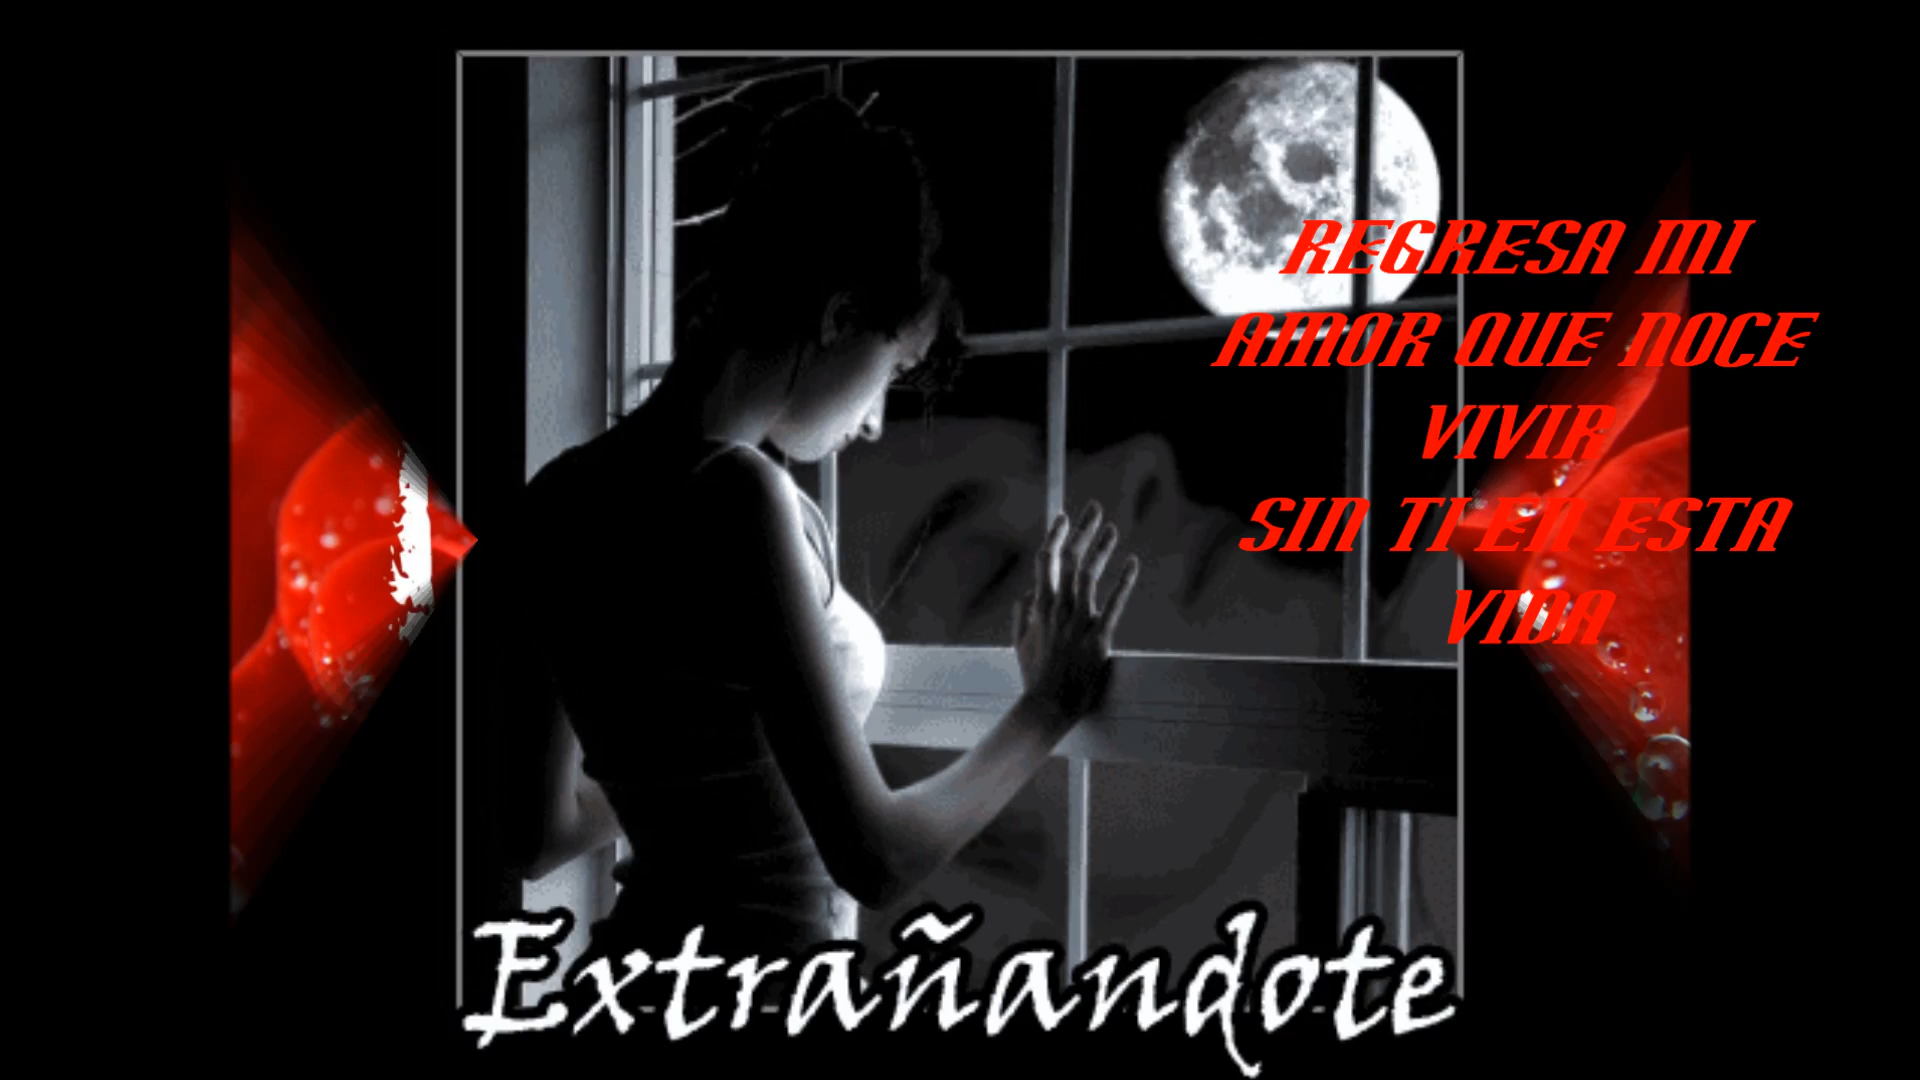 REGRESA MI
AMOR QUE NOCE
VIVIR
SIN TI EN ESTA
VIDA
Extrañandote